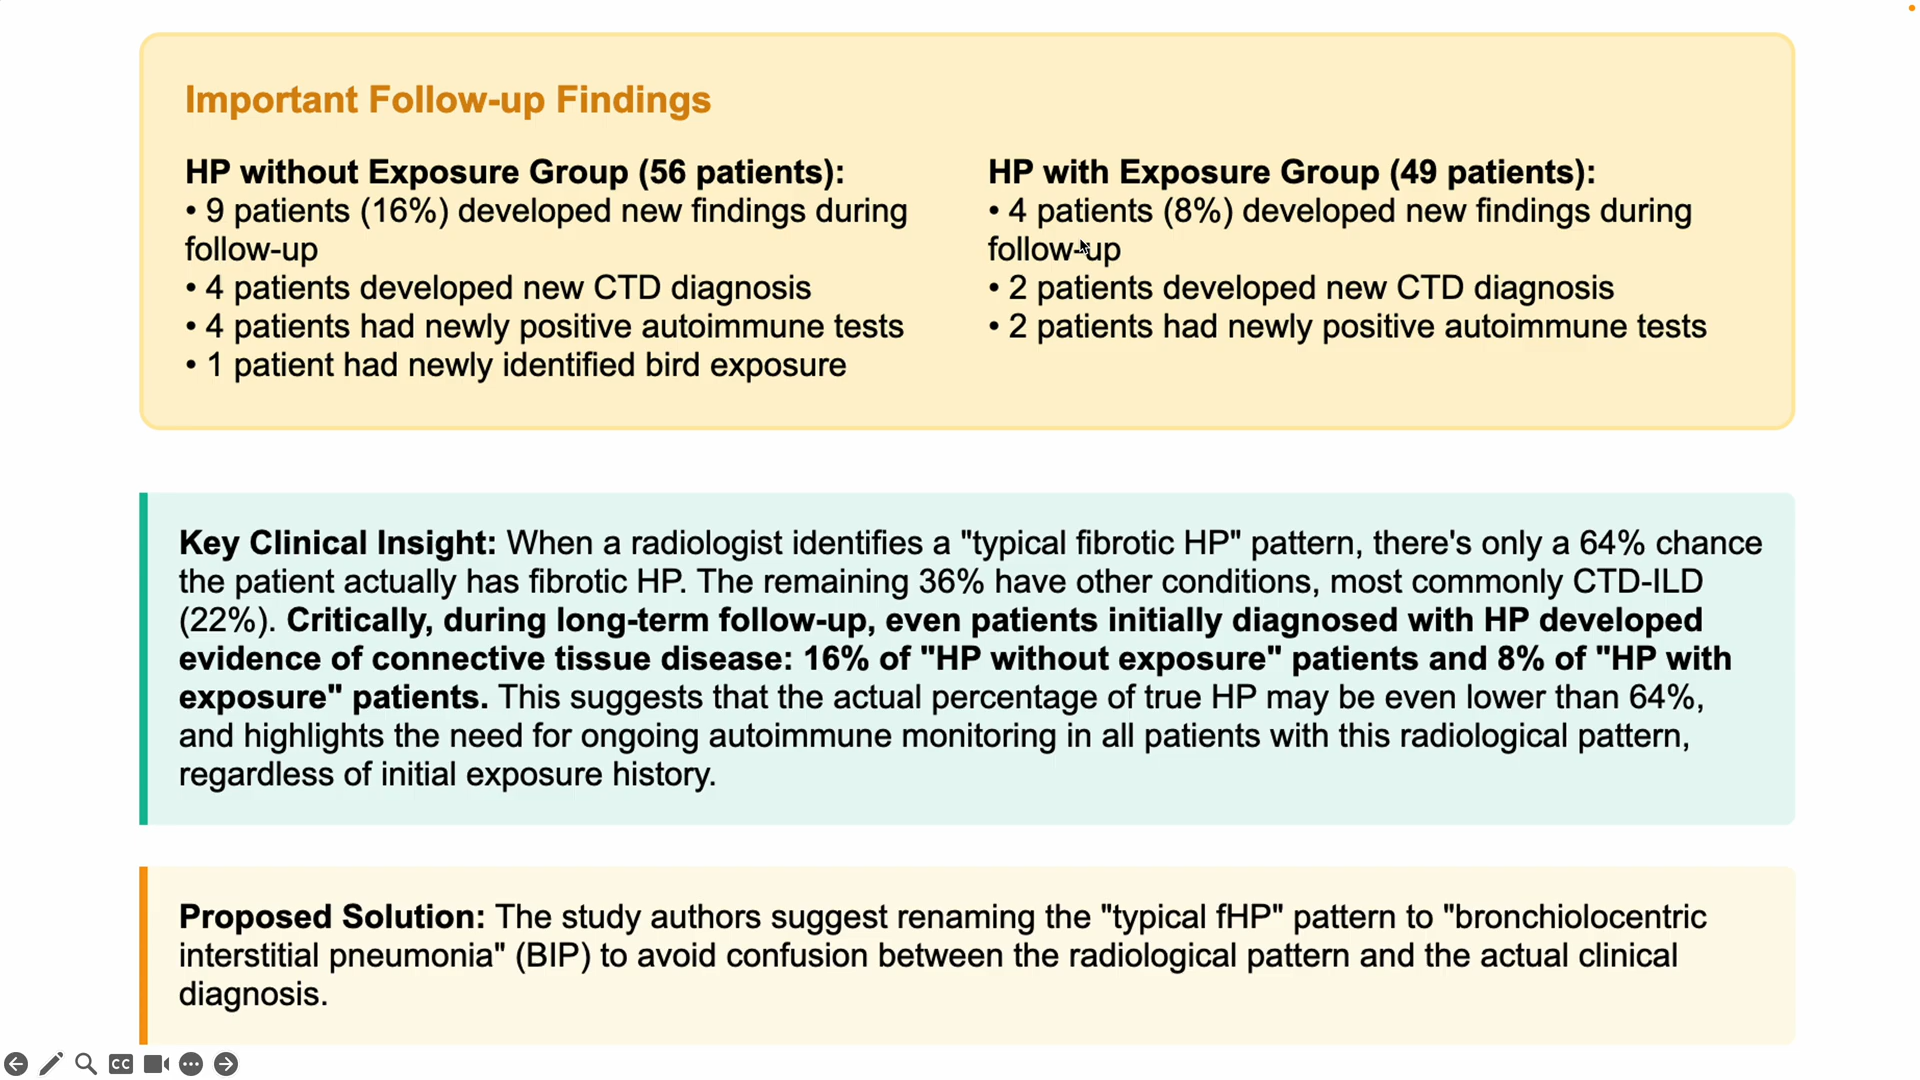 Important Follow-up Findings
HP without Exposure Group (56 patients):
• 9 patients (16%) developed new findings during
follow-up
• 4 patients developed new CTD diagnosis
• 4 patients had newly positive autoimmune tests
• 1 patient had newly identified bird exposure
HP with Exposure Group (49 patients):
• 4 patients (8%) developed new findings during
follow-up
• 2 patients developed new CTD diagnosis
• 2 patients had newly positive autoimmune tests
Key Clinical Insight: When a radiologist identifies a "typical fibrotic HP" pattern, there's only a 64% chance
the patient actually has fibrotic HP. The remaining 36% have other conditions, most commonly CTD-ILD
(22%). Critically, during long-term follow-up, even patients initially diagnosed with HP developed
evidence of connective tissue disease: 16% of "HP without exposure" patients and 8% of "HP with
exposure" patients. This suggests that the actual percentage of true HP may be even lower than 64%,
and highlights the need for ongoing autoimmune monitoring in all patients with this radiological pattern,
regardless of initial exposure history.
Proposed Solution: The study authors suggest renaming the "typical fHP" pattern to "bronchiolocentric
interstitial pneumonia" (BIP) to avoid confusion between the radiological pattern and the actual clinical
diagnosis.
CC